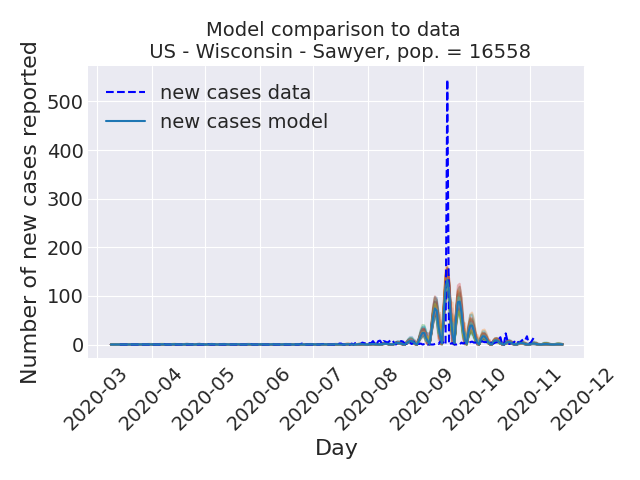 Model comparison to data
US - Wisconsin - Sawyer, pop. = 16558
new cases data
new cases model
Number of new cases reported
500
400
300
200
100
0
2020-03
2020-04
2020-05
2020-06
2020-07
2020-08
2020-09
2020-10
2020-11
2020-12
Day